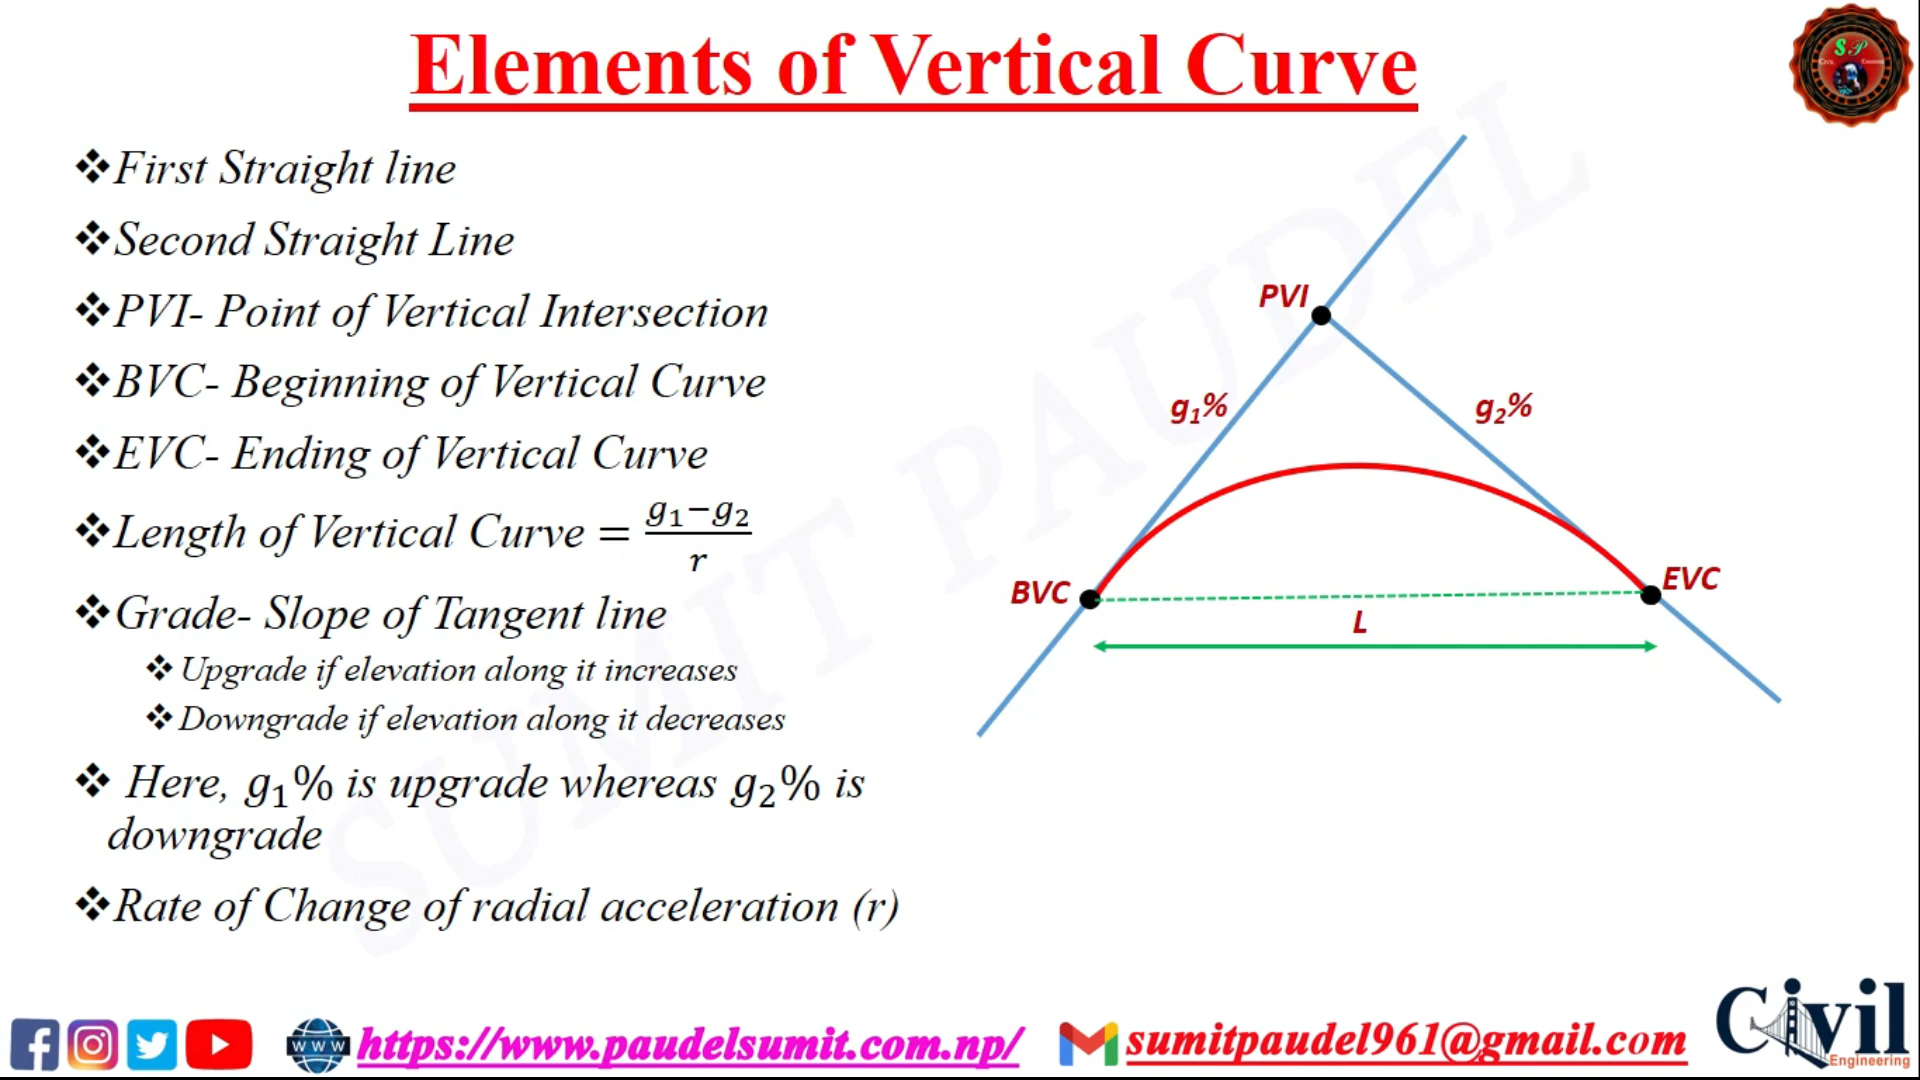 Elements of Vertical Curve
❖First Straight line
❖Second Straight Line
❖PVI- Point of Vertical Intersection
❖BVC- Beginning of Vertical Curve
❖EVC- Ending of Vertical Curve
❖Length of Vertical Curve = g₁−g₂ / r
❖Grade- Slope of Tangent line
❖ Upgrade if elevation along it increases
❖ Downgrade if elevation along it decreases
❖ Here, g₁% is upgrade whereas g₂% is
downgrade
❖Rate of Change of radial acceleration (r)
PVI
g₁%
g₂%
BVC
EVC
L
SUMIT PAUDEL
S P
www
https://www.paudelsumit.com.np/
sumitpaudel961@gmail.com
Civil
Engineering